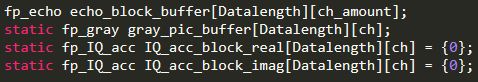 fp_echo echo_block_buffer[Datalength][ch_amount];
static fp_gray gray_pic_buffer[Datalength][ch];
static fp_IQ_acc IQ_acc_block_real[Datalength][ch] = {0};
static fp_IQ_acc IQ_acc_block_imag[Datalength][ch] = {0};